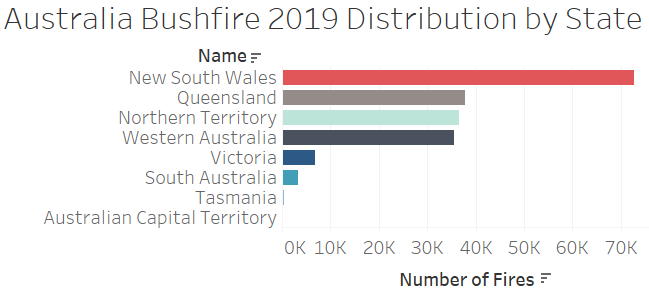 Australia Bushfire 2019 Distribution by State
Name
New South Wales
Queensland
Northern Territory
Western Australia
Victoria
South Australia
Tasmania
Australian Capital Territory
0K 10K 20K 30K 40K 50K 60K 70K
Number of Fires